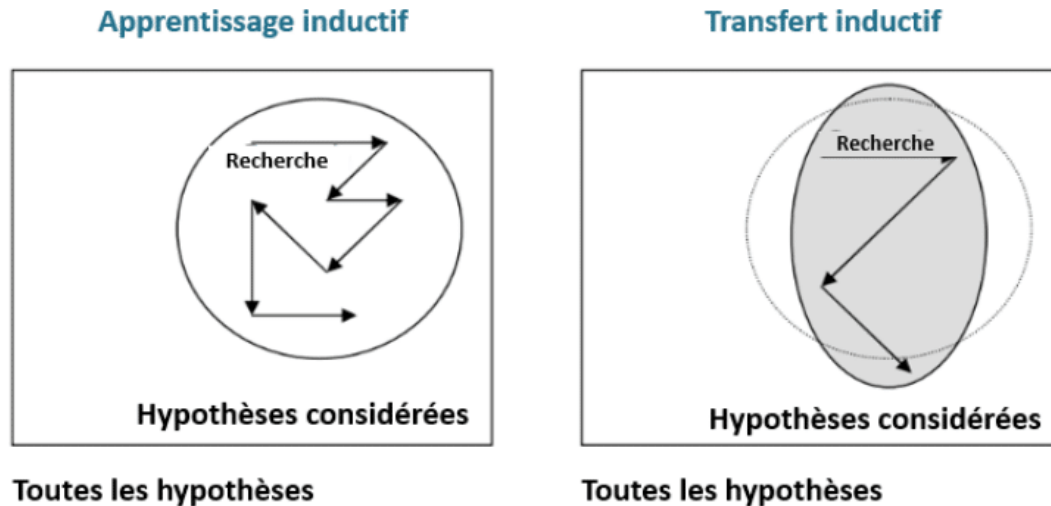 Apprentissage inductif
Recherche
Hypothèses considérées
Toutes les hypothèses
Transfert inductif
Recherche
Hypothèses considérées
Toutes les hypothèses